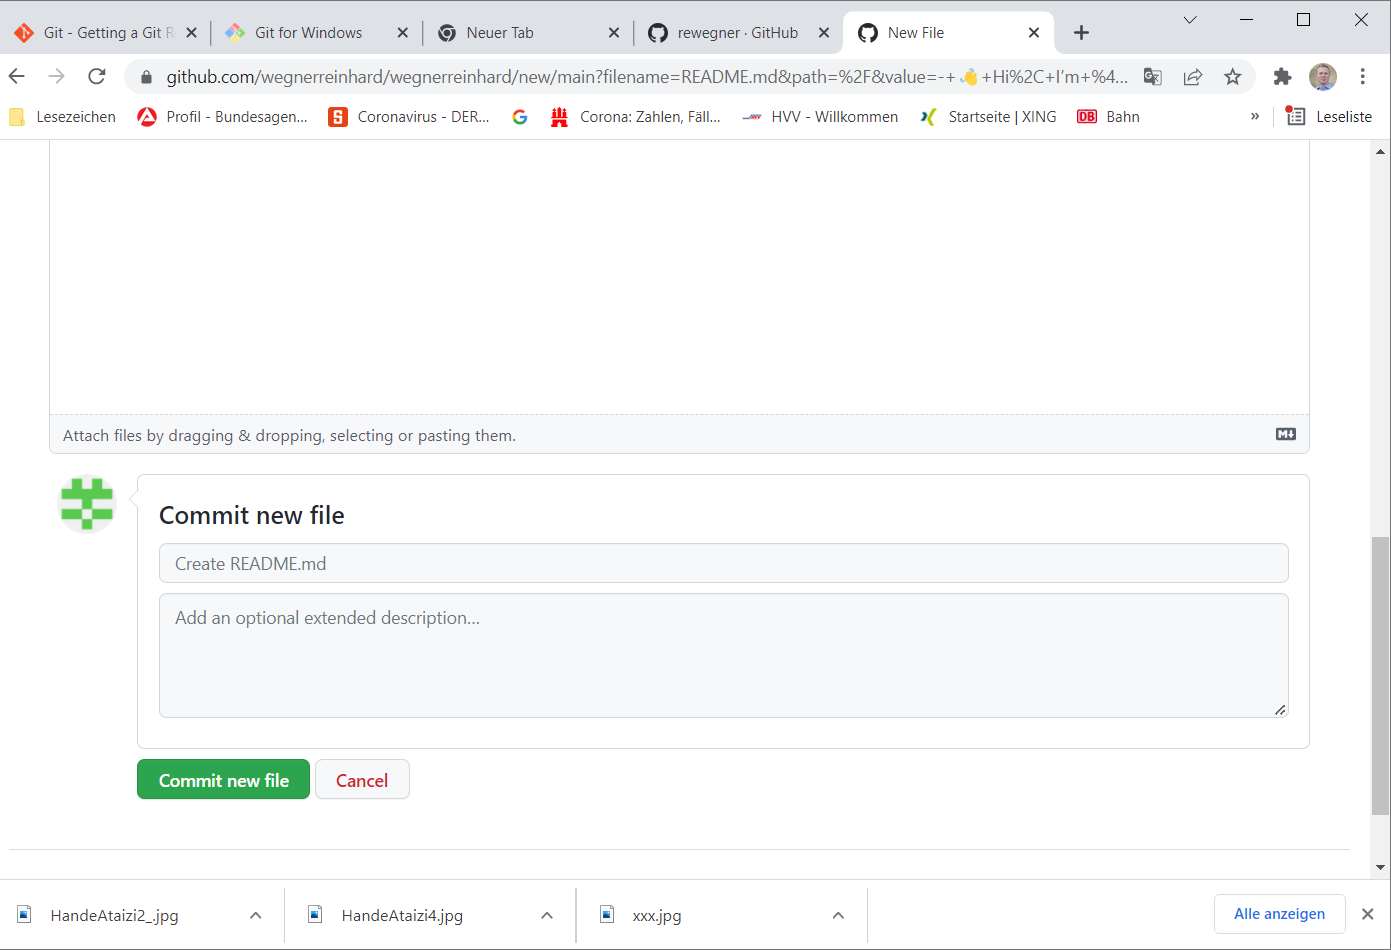 Git - Getting a Git R
Git for Windows
Neuer Tab
rewegner · GitHub
New File
github.com/wegnerreinhard/wegnerreinhard/new/main?filename=README.md&path=%2F&value=-+👋+Hi%2C+I’m+%4...
Lesezeichen
Profil - Bundesagen...
S
Coronavirus - DER...
G
Corona: Zahlen, Fäll...
HVV - Willkommen
Startseite | XING
DB
Bahn
»
Leseliste
Attach files by dragging & dropping, selecting or pasting them.
M
Commit new file
Create README.md
Add an optional extended description...
Commit new file
Cancel
HandeAtaizi2_.jpg
HandeAtaizi4.jpg
xxx.jpg
Alle anzeigen